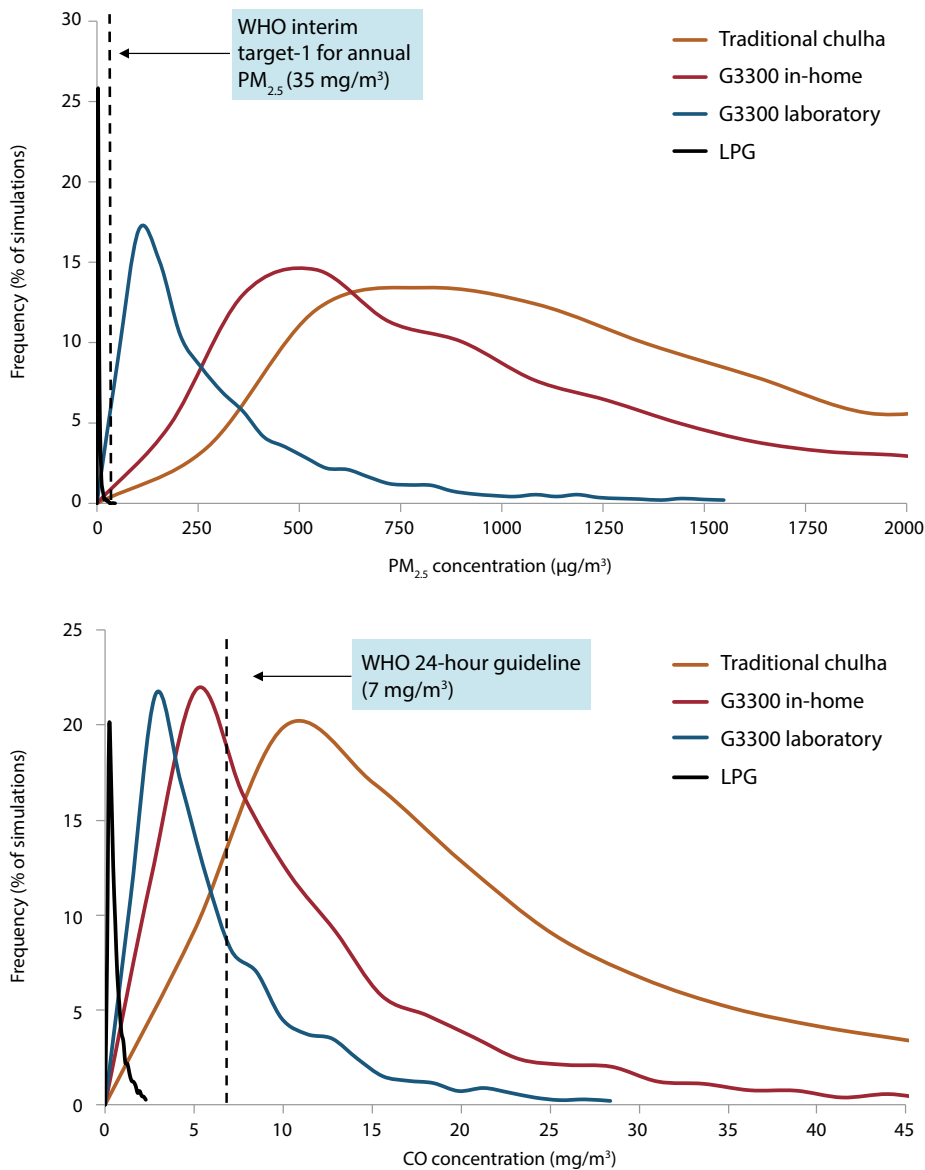 30
25
20
15
10
5
0
Frequency (% of simulations)
WHO interim
target-1 for annual
PM2.5 (35 mg/m³)
Traditional chulha
G3300 in-home
G3300 laboratory
LPG
0 250 500 750 1000 1250 1500 1750 2000
PM2.5 concentration (µg/m³)
25
20
15
10
5
0
Frequency (% of simulations)
WHO 24-hour guideline
(7 mg/m³)
Traditional chulha
G3300 in-home
G3300 laboratory
LPG
0 5 10 15 20 25 30 35 40 45
CO concentration (mg/m³)